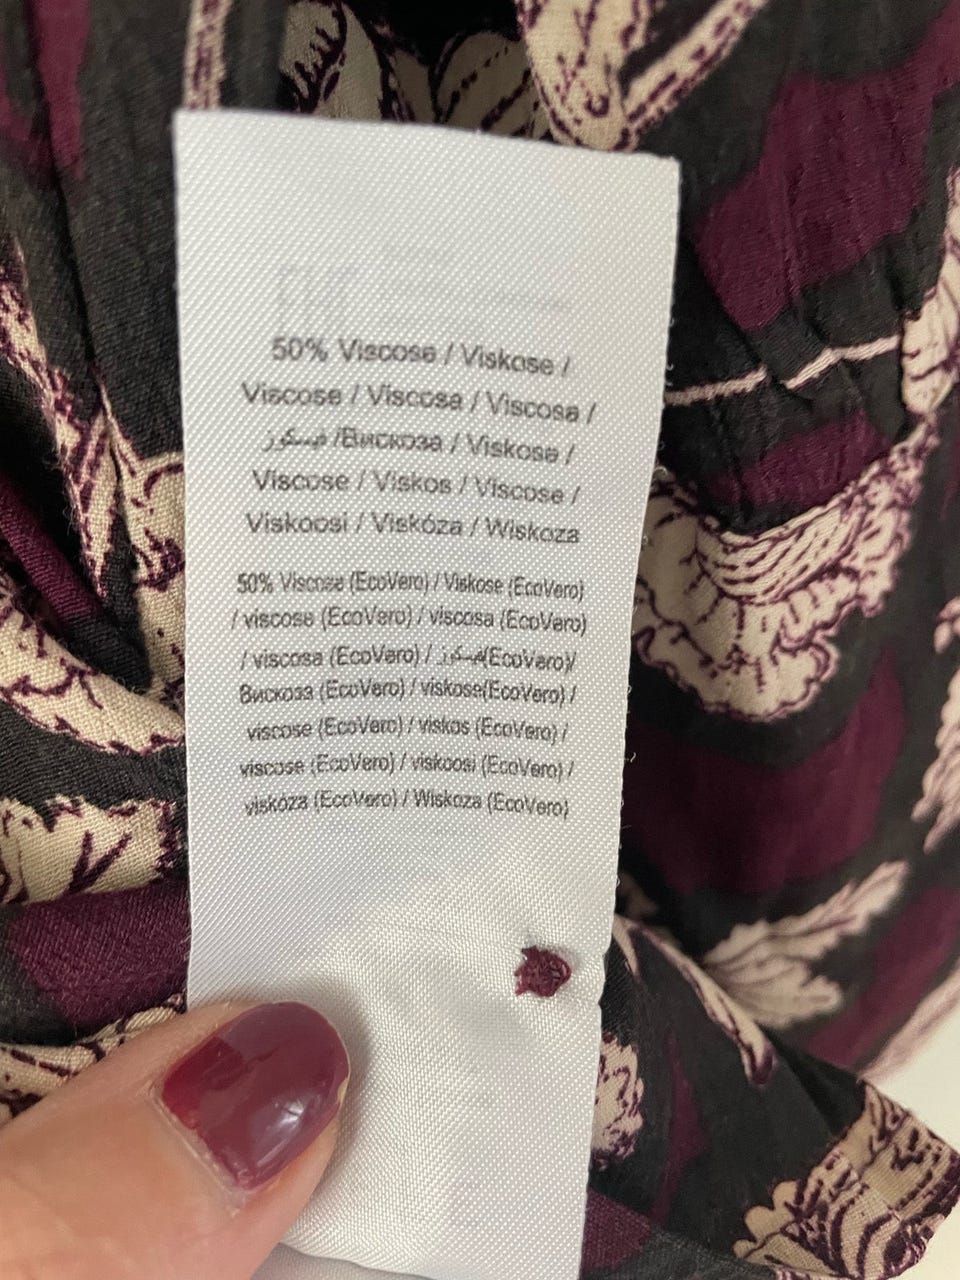 50% Viscose / Viskose /
Viscose / Viscosa / Viscosa /
فيسكوز /Вискоза / Viskose /
Viscose / Viskos / Viscose /
Viskoosi / Viskóza / Wiskoza
50% Viscose (EcoVero) / Viskose (EcoVero)
/ viscose (EcoVero) / viscosa (EcoVero)
/ viscosa (EcoVero) / فيسكوز(EcoVero)/
Вискоза (EcoVero) / viskose(EcoVero) /
viscose (EcoVero) / viskos (EcoVero) /
viscose (EcoVero) / viskoosi (EcoVero) /
viskóza (EcoVero) / Wiskoza (EcoVero)